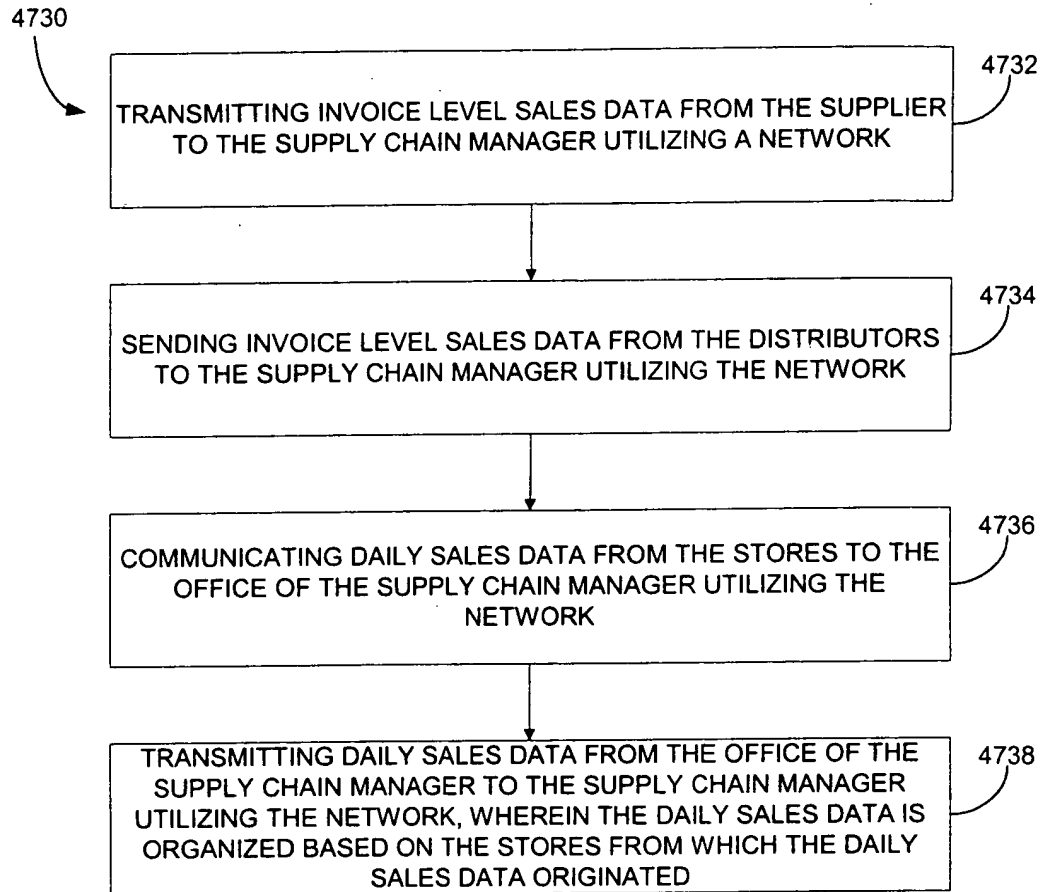 4730
4732
TRANSMITTING INVOICE LEVEL SALES DATA FROM THE SUPPLIER
TO THE SUPPLY CHAIN MANAGER UTILIZING A NETWORK
4734
SENDING INVOICE LEVEL SALES DATA FROM THE DISTRIBUTORS
TO THE SUPPLY CHAIN MANAGER UTILIZING THE NETWORK
4736
COMMUNICATING DAILY SALES DATA FROM THE STORES TO THE
OFFICE OF THE SUPPLY CHAIN MANAGER UTILIZING THE
NETWORK
4738
TRANSMITTING DAILY SALES DATA FROM THE OFFICE OF THE
SUPPLY CHAIN MANAGER TO THE SUPPLY CHAIN MANAGER
UTILIZING THE NETWORK, WHEREIN THE DAILY SALES DATA IS
ORGANIZED BASED ON THE STORES FROM WHICH THE DAILY
SALES DATA ORIGINATED